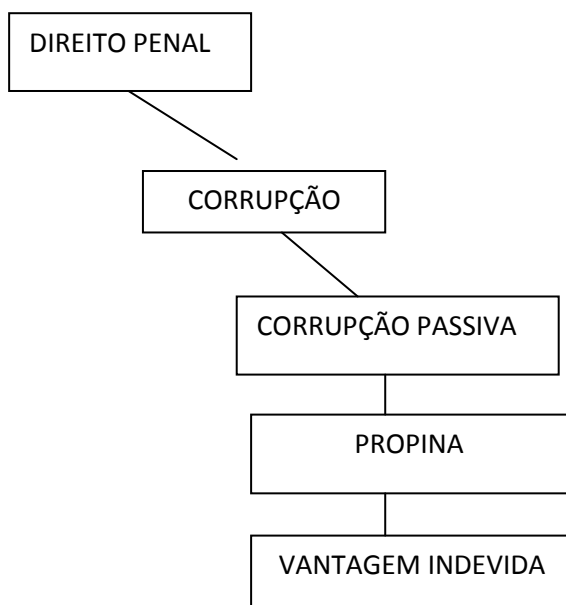 DIREITO PENAL
CORRUPÇÃO
CORRUPÇÃO PASSIVA
PROPINA
VANTAGEM INDEVIDA